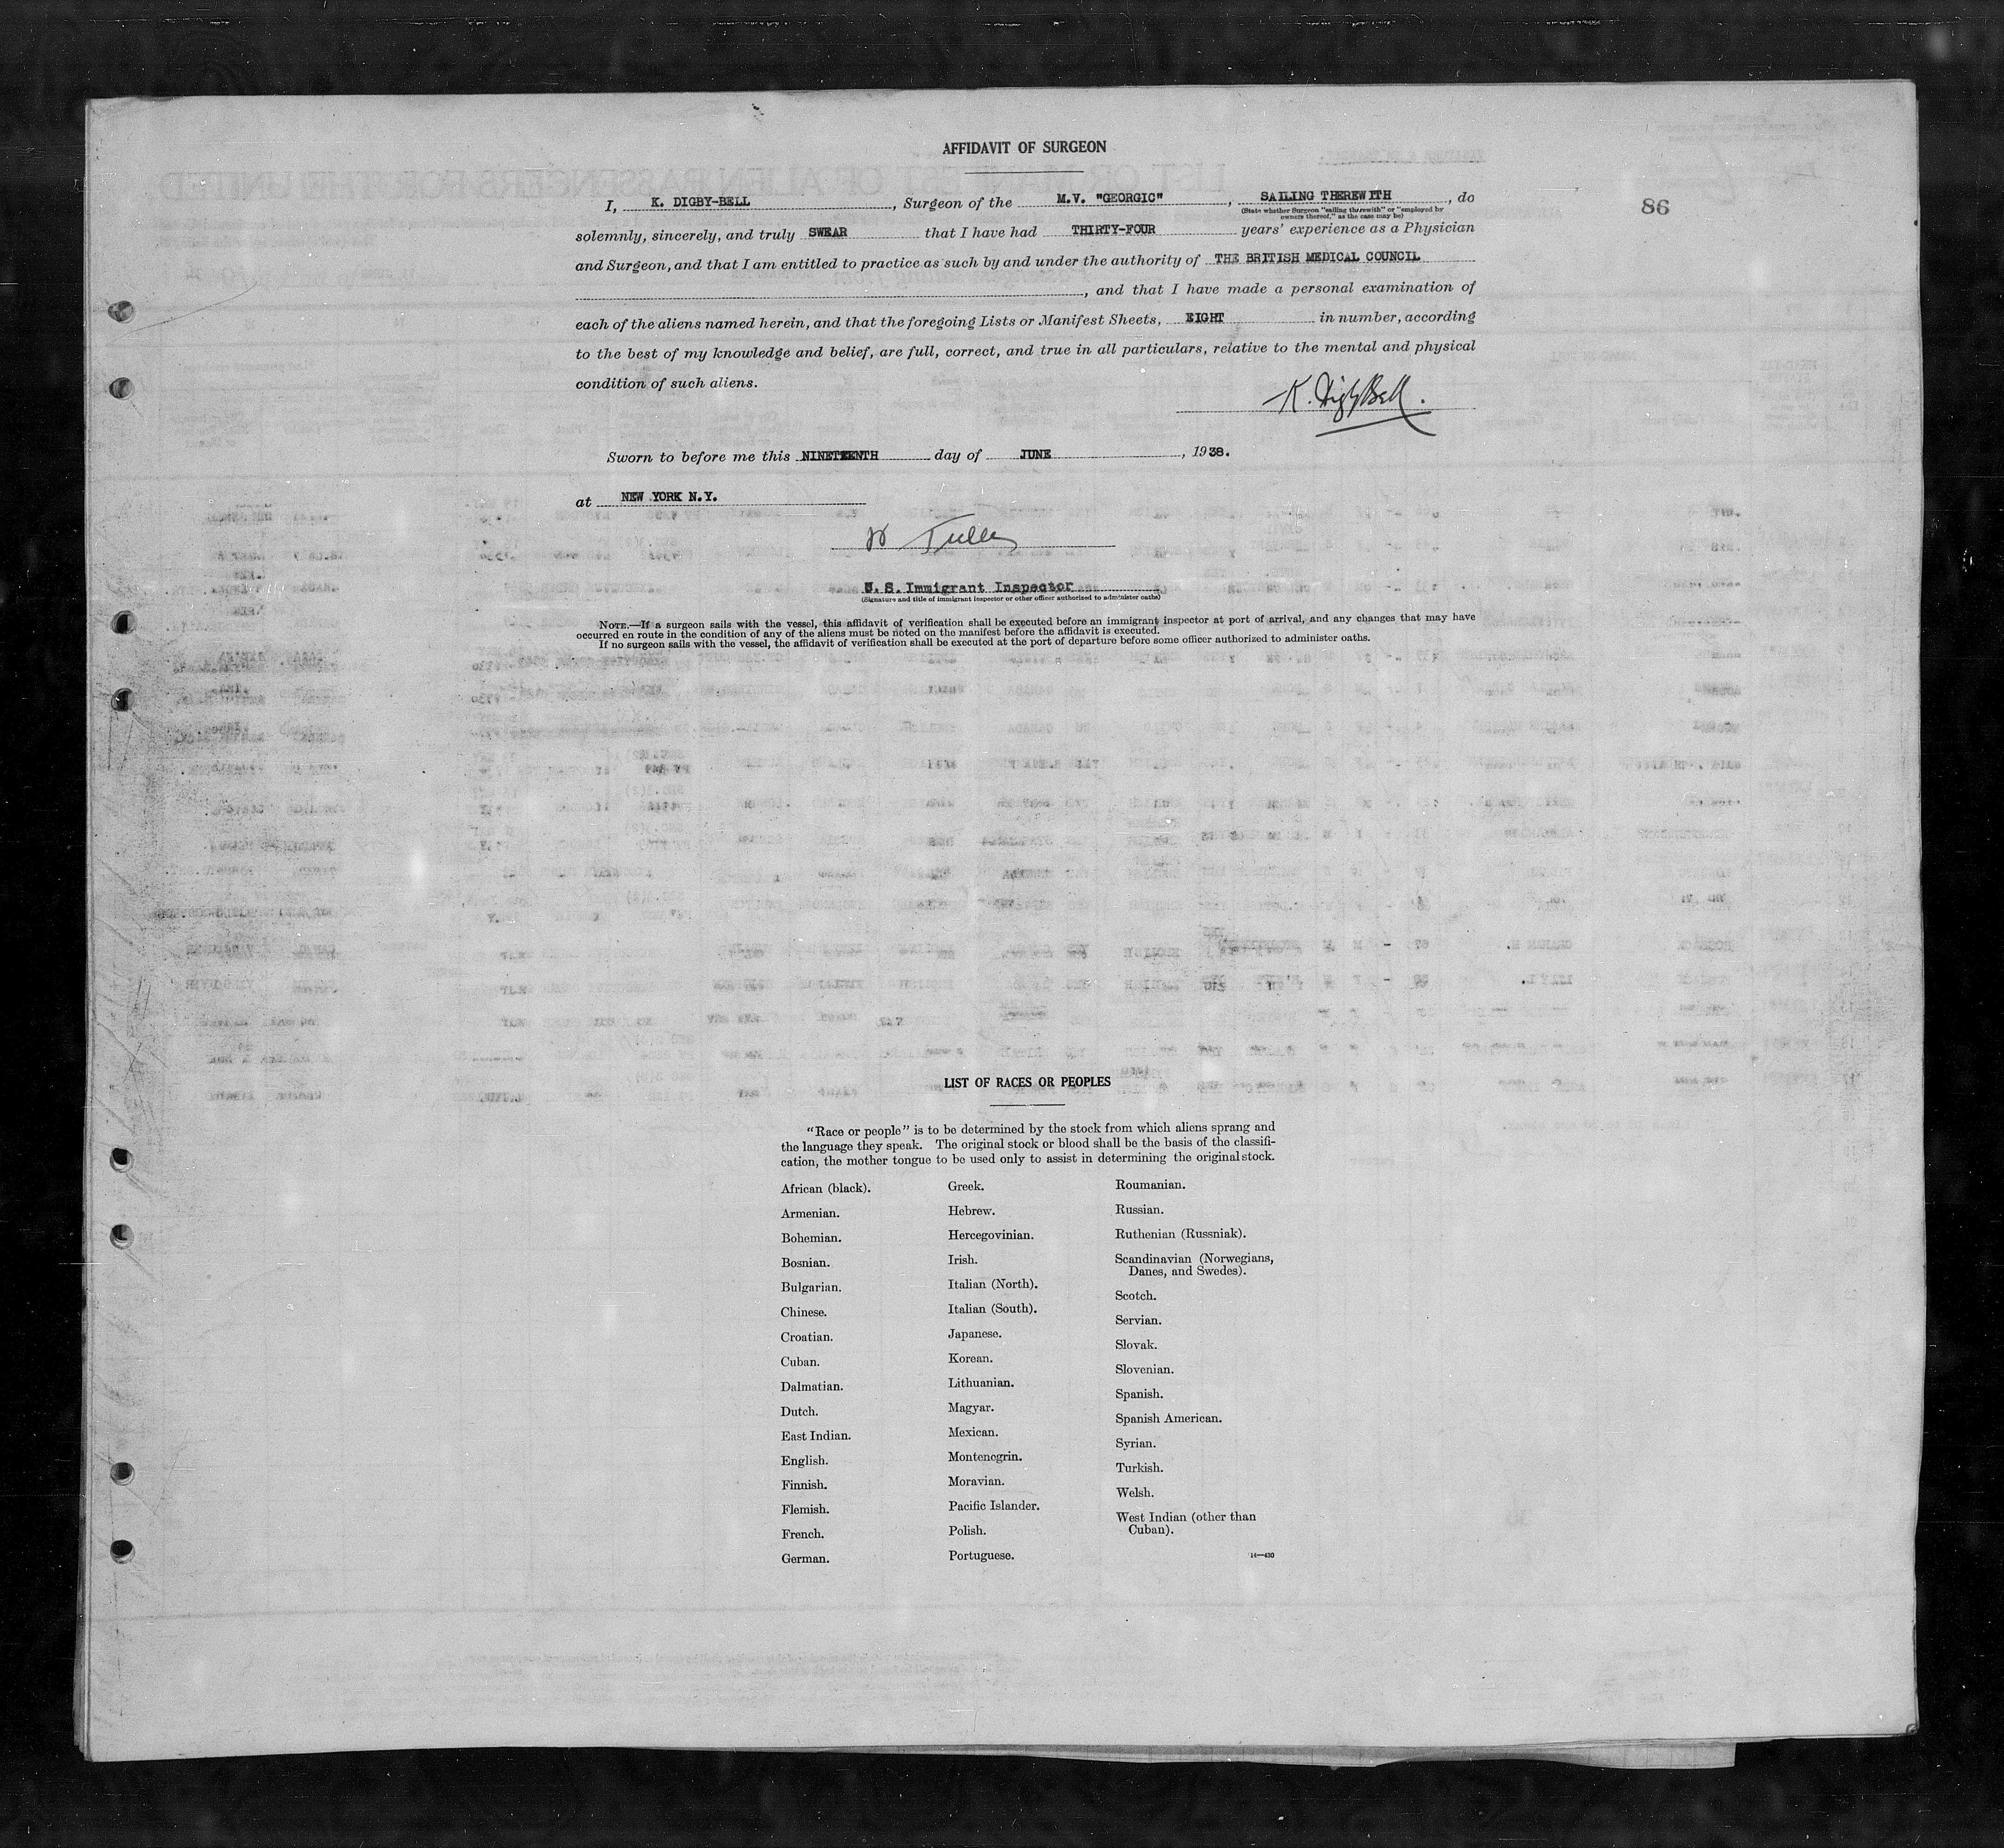 AFFIDAVIT OF SURGEON
86
I, K. DIGBY-BELL, Surgeon of the M.V. "GEORGIC", SAILING THEREWITH, do
(State whether Surgeon "sailing therewith" or "employed by
owners thereof," as the case may be)
solemnly, sincerely, and truly SWEAR that I have had THIRTY-FOUR years' experience as a Physician
and Surgeon, and that I am entitled to practice as such by and under the authority of THE BRITISH MEDICAL COUNCIL
, and that I have made a personal examination of
each of the aliens named herein, and that the foregoing Lists or Manifest Sheets, EIGHT in number, according
to the best of my knowledge and belief, are full, correct, and true in all particulars, relative to the mental and physical
condition of such aliens.
K. Digby Bell.
Sworn to before me this NINETEENTH day of JUNE, 1938.
at NEW YORK N.Y.
U.S. Immigrant Inspector
(Signature and title of immigrant inspector or other officer authorized to administer oaths)
NOTE.—If a surgeon sails with the vessel, this affidavit of verification shall be executed before an immigrant inspector at port of arrival, and any changes that may have
occurred en route in the condition of any of the aliens must be noted on the manifest before the affidavit is executed.
If no surgeon sails with the vessel, the affidavit of verification shall be executed at the port of departure before some officer authorized to administer oaths.
LIST OF RACES OR PEOPLES
"Race or people" is to be determined by the stock from which aliens sprang and
the language they speak. The original stock or blood shall be the basis of the classifi-
cation, the mother tongue to be used only to assist in determining the original stock.
African (black).
Armenian.
Bohemian.
Bosnian.
Bulgarian.
Chinese.
Croatian.
Cuban.
Dalmatian.
Dutch.
East Indian.
English.
Finnish.
Flemish.
French.
German.
Greek.
Hebrew.
Hercegovinian.
Irish.
Italian (North).
Italian (South).
Japanese.
Korean.
Lithuanian.
Magyar.
Mexican.
Montenegrin.
Moravian.
Pacific Islander.
Polish.
Portuguese.
Roumanian.
Russian.
Ruthenian (Russniak).
Scandinavian (Norwegians,
Danes, and Swedes).
Scotch.
Servian.
Slovak.
Slovenian.
Spanish.
Spanish American.
Syrian.
Turkish.
Welsh.
West Indian (other than
Cuban).
14—430